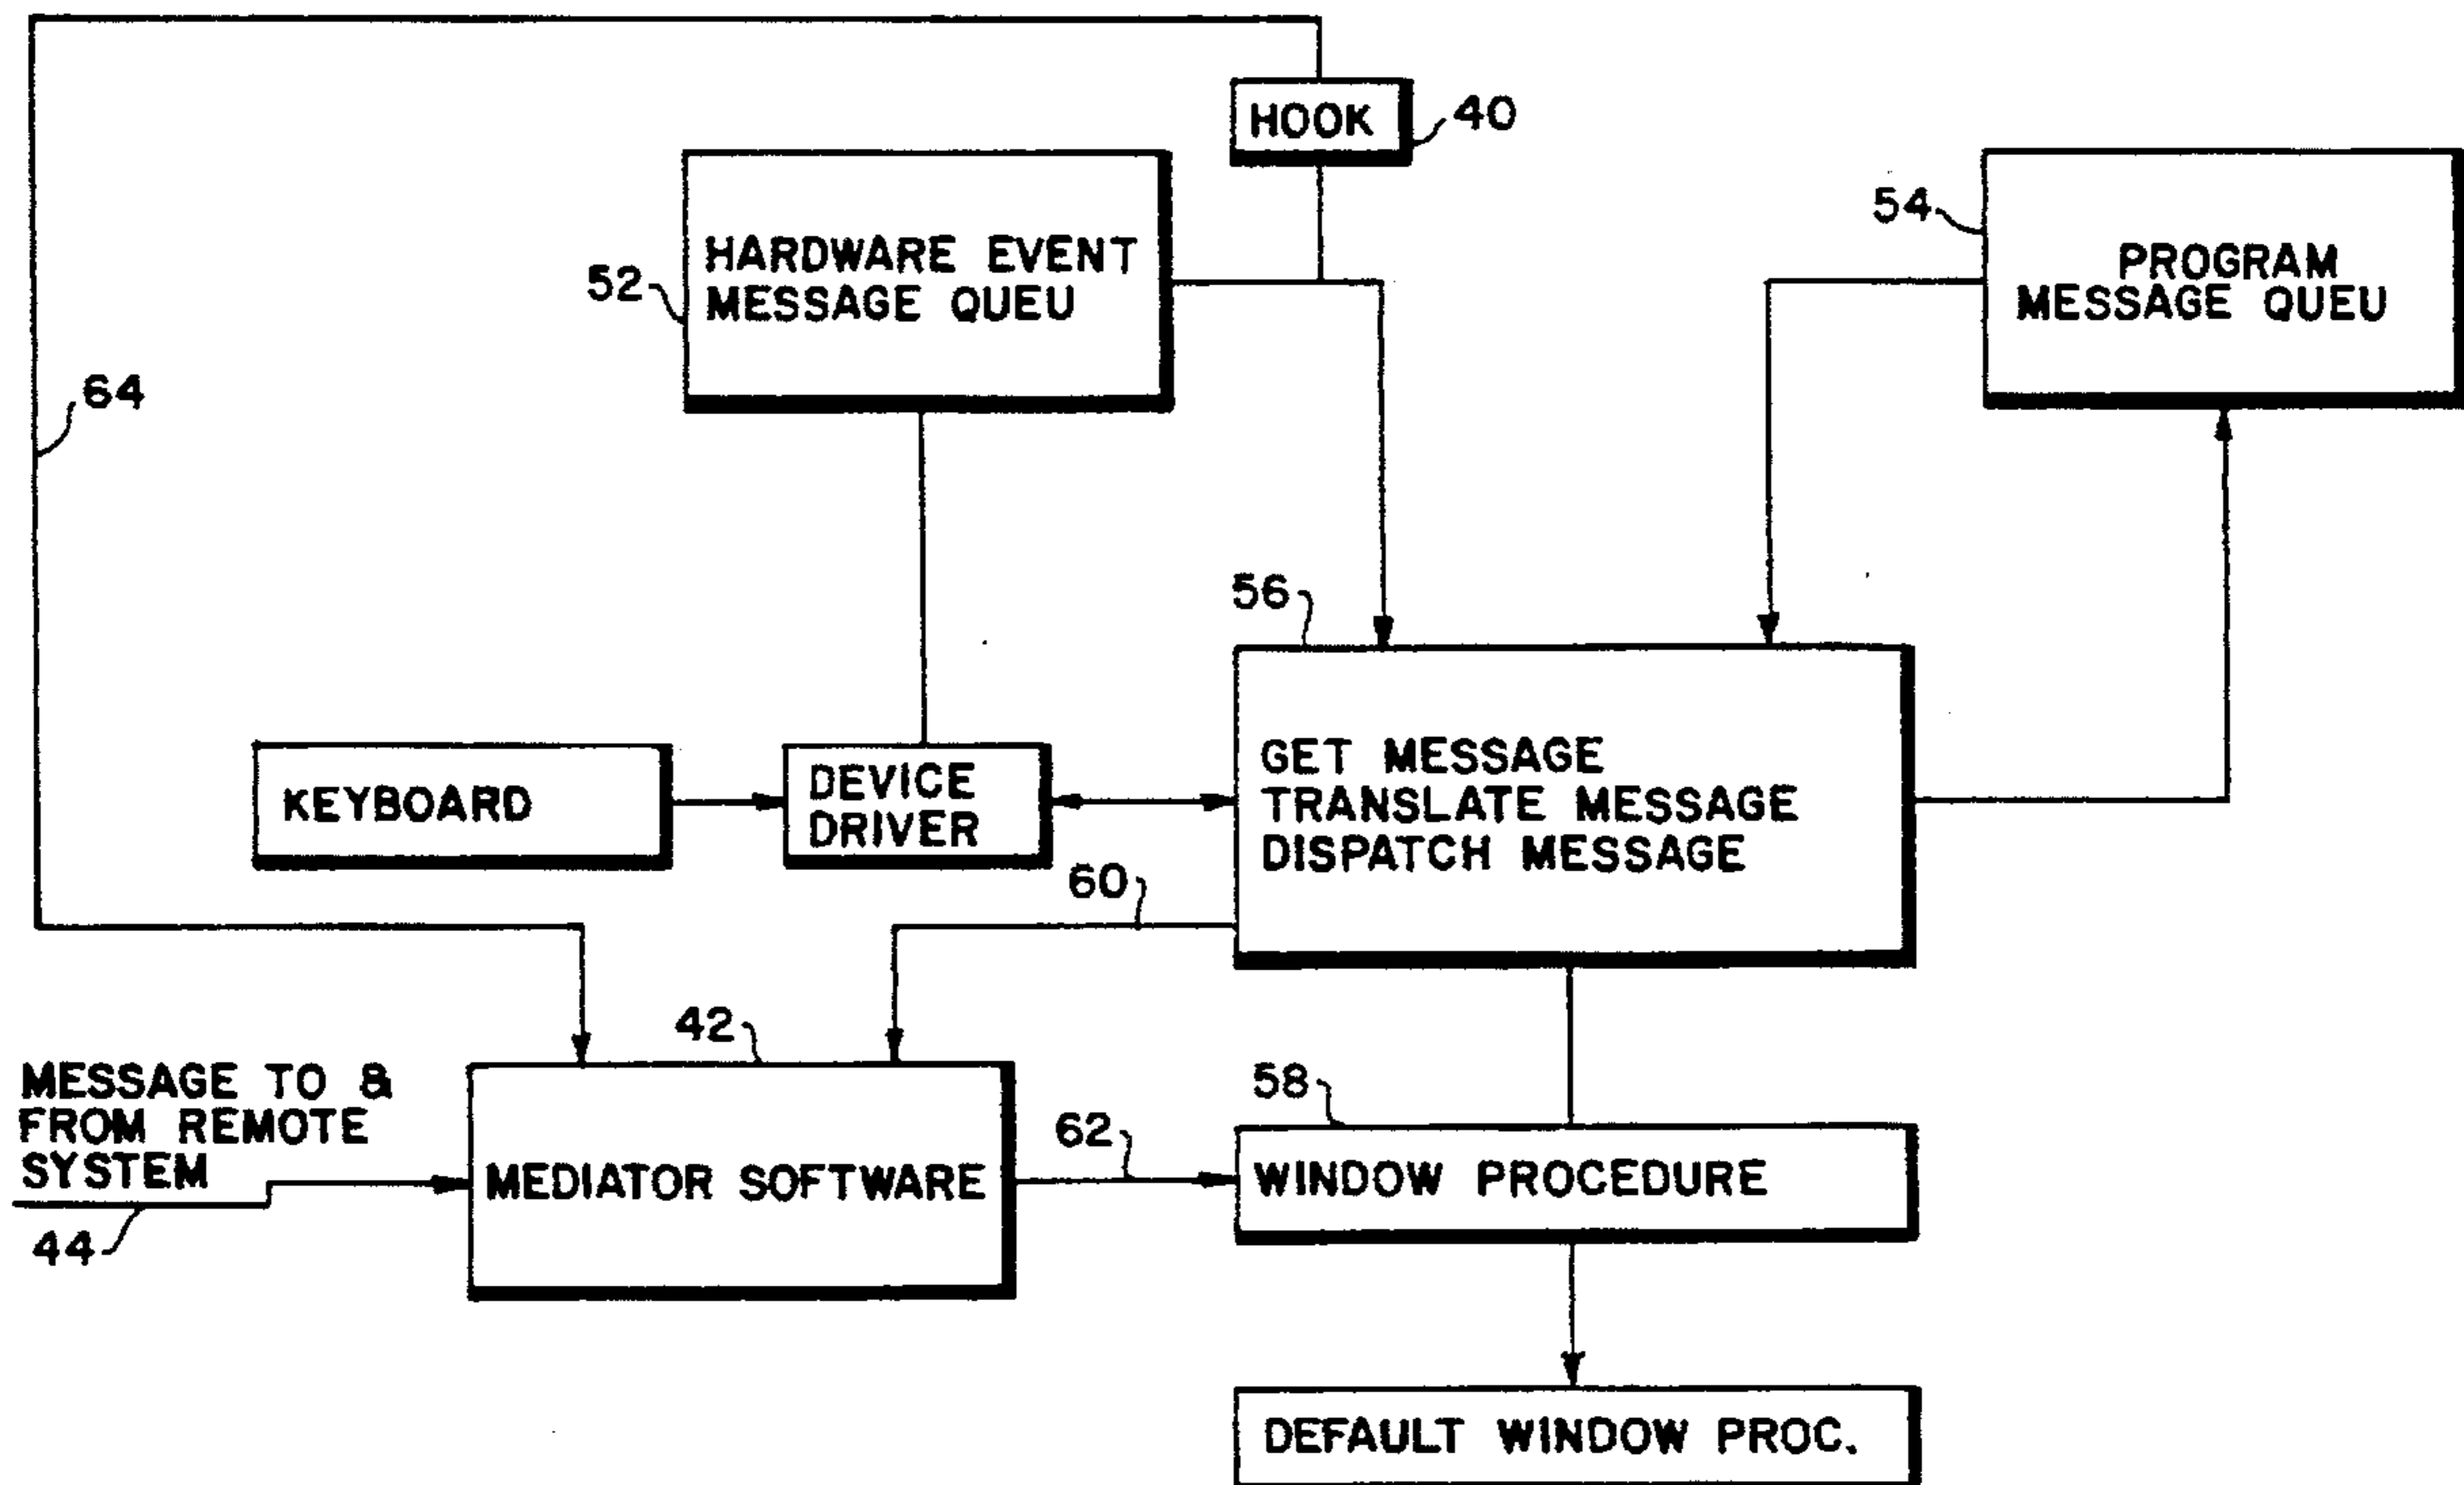 HOOK
40
HARDWARE EVENT
MESSAGE QUEU
52
54
PROGRAM
MESSAGE QUEU
64
56
GET MESSAGE
TRANSLATE MESSAGE
DISPATCH MESSAGE
KEYBOARD
DEVICE
DRIVER
60
42
MESSAGE TO &
FROM REMOTE
SYSTEM
44
MEDIATOR SOFTWARE
62
58
WINDOW PROCEDURE
DEFAULT WINDOW PROC.